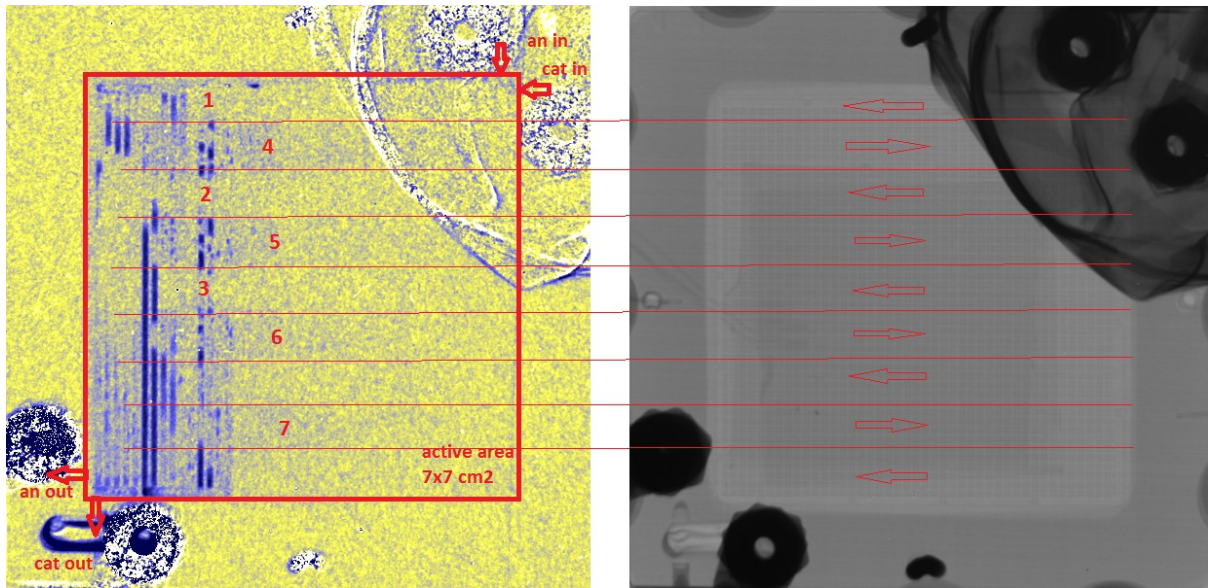 an in
cat in
1
4
2
5
3
6
7
active area
7x7 cm2
an out
cat out